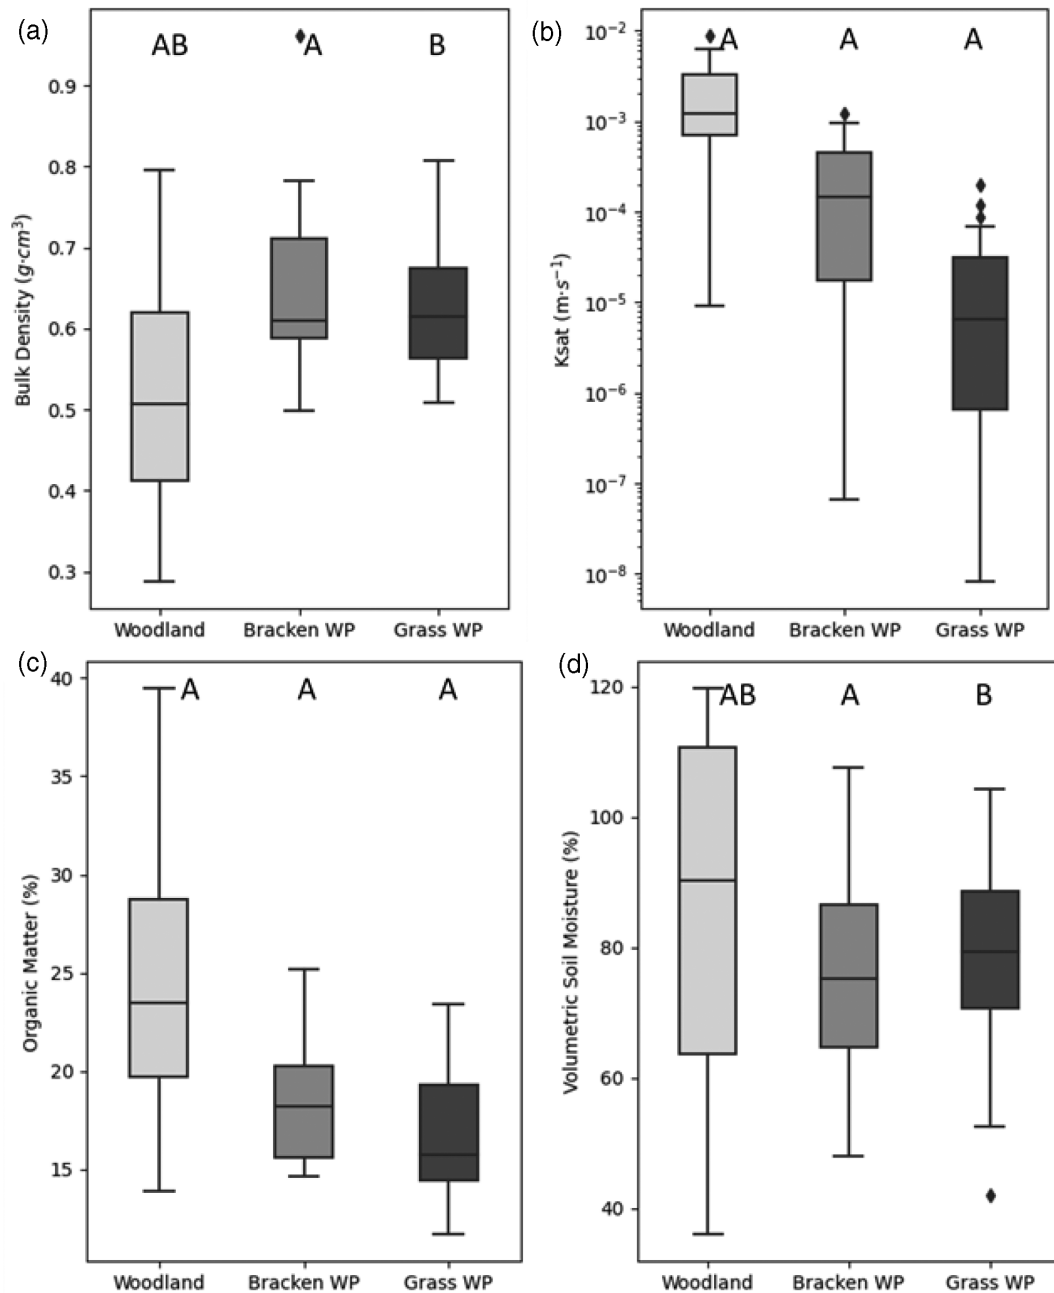 (a)
AB A B
0.9
0.8
0.7
0.6
0.5
0.4
0.3
Bulk Density (g·cm³)
Woodland Bracken WP Grass WP
(b)
A A A
10⁻²
10⁻³
10⁻⁴
10⁻⁵
10⁻⁶
10⁻⁷
10⁻⁸
Ksat (m·s⁻¹)
Woodland Bracken WP Grass WP
(c)
A A A
40
35
30
25
20
15
Organic Matter (%)
Woodland Bracken WP Grass WP
(d)
AB A B
120
100
80
60
40
Volumetric Soil Moisture (%)
Woodland Bracken WP Grass WP